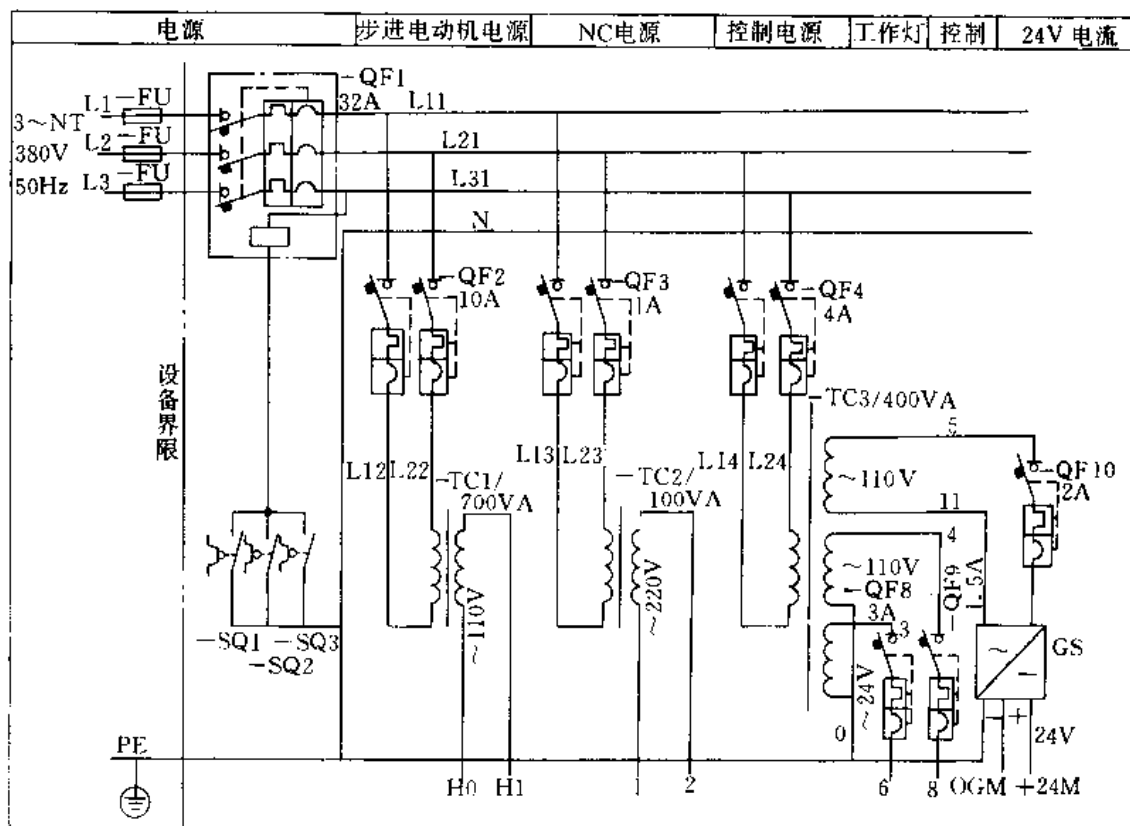 电源 步进电动机电源 NC电源 控制电源 工作灯 控制 24V 电流
-QF1
32A
L1 -FU
L11
3～NT
L2 -FU
380V
L21
L3 -FU
50Hz
L31
N
-QF2
10A
-QF3
1A
-QF4
4A
设备界限
-TC3/400VA
5
L12 L22
L13 L23
L14 L24
-TC1/
700VA
-TC2/
100VA
~110V
-QF10
2A
11
4
~110V
~220V
~110V
-QF8
3A
-QF9
1.5A
3
-SQ1 -SQ3
-SQ2
~24V
~
—
GS
0
— +
24V
PE
H0 H1 1 2 6 8 OGM +24M